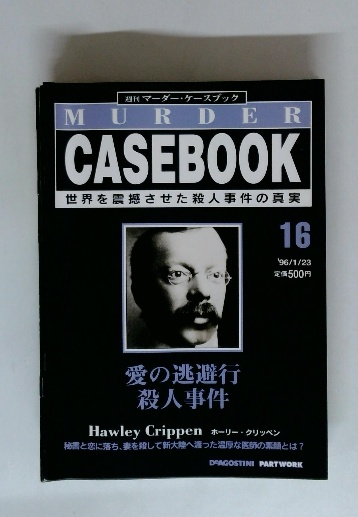 週刊 マーダー・ケースブック
MURDER
CASEBOOK
世界を震撼させた殺人事件の真実
16
'96/1/23
定価500円
愛の逃避行
殺人事件
Hawley Crippen ホーリー・クリッペン
秘書と恋に落ち、妻を殺して新大陸へ渡った温厚な医師の素顔とは?
DEAGOSTINI PARTWORK